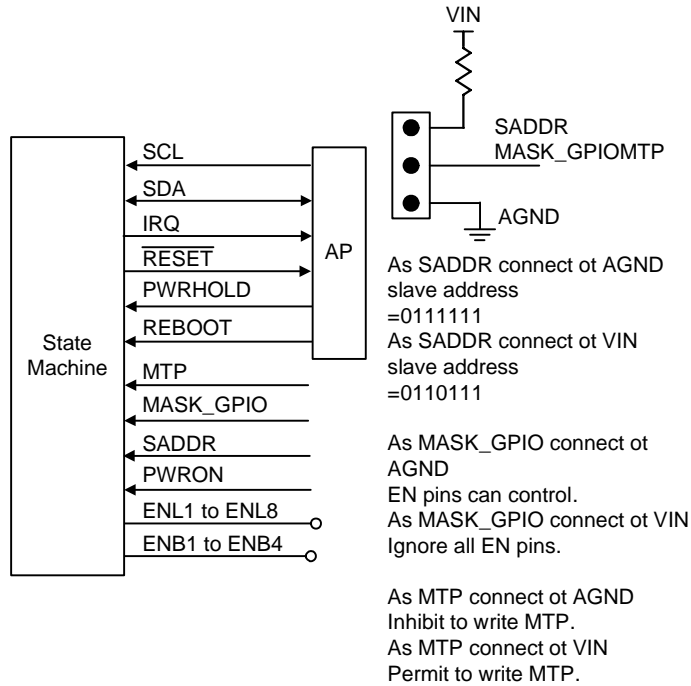 VIN
SADDR
MASK_GPIOMTP
AGND
SCL
SDA
IRQ
RESET
PWRHOLD
REBOOT
MTP
MASK_GPIO
SADDR
PWRON
ENL1 to ENL8
ENB1 to ENB4
State
Machine
AP
As SADDR connect ot AGND
slave address
=0111111
As SADDR connect ot VIN
slave address
=0110111
As MASK_GPIO connect ot
AGND
EN pins can control.
As MASK_GPIO connect ot VIN
Ignore all EN pins.
As MTP connect ot AGND
Inhibit to write MTP.
As MTP connect ot VIN
Permit to write MTP.